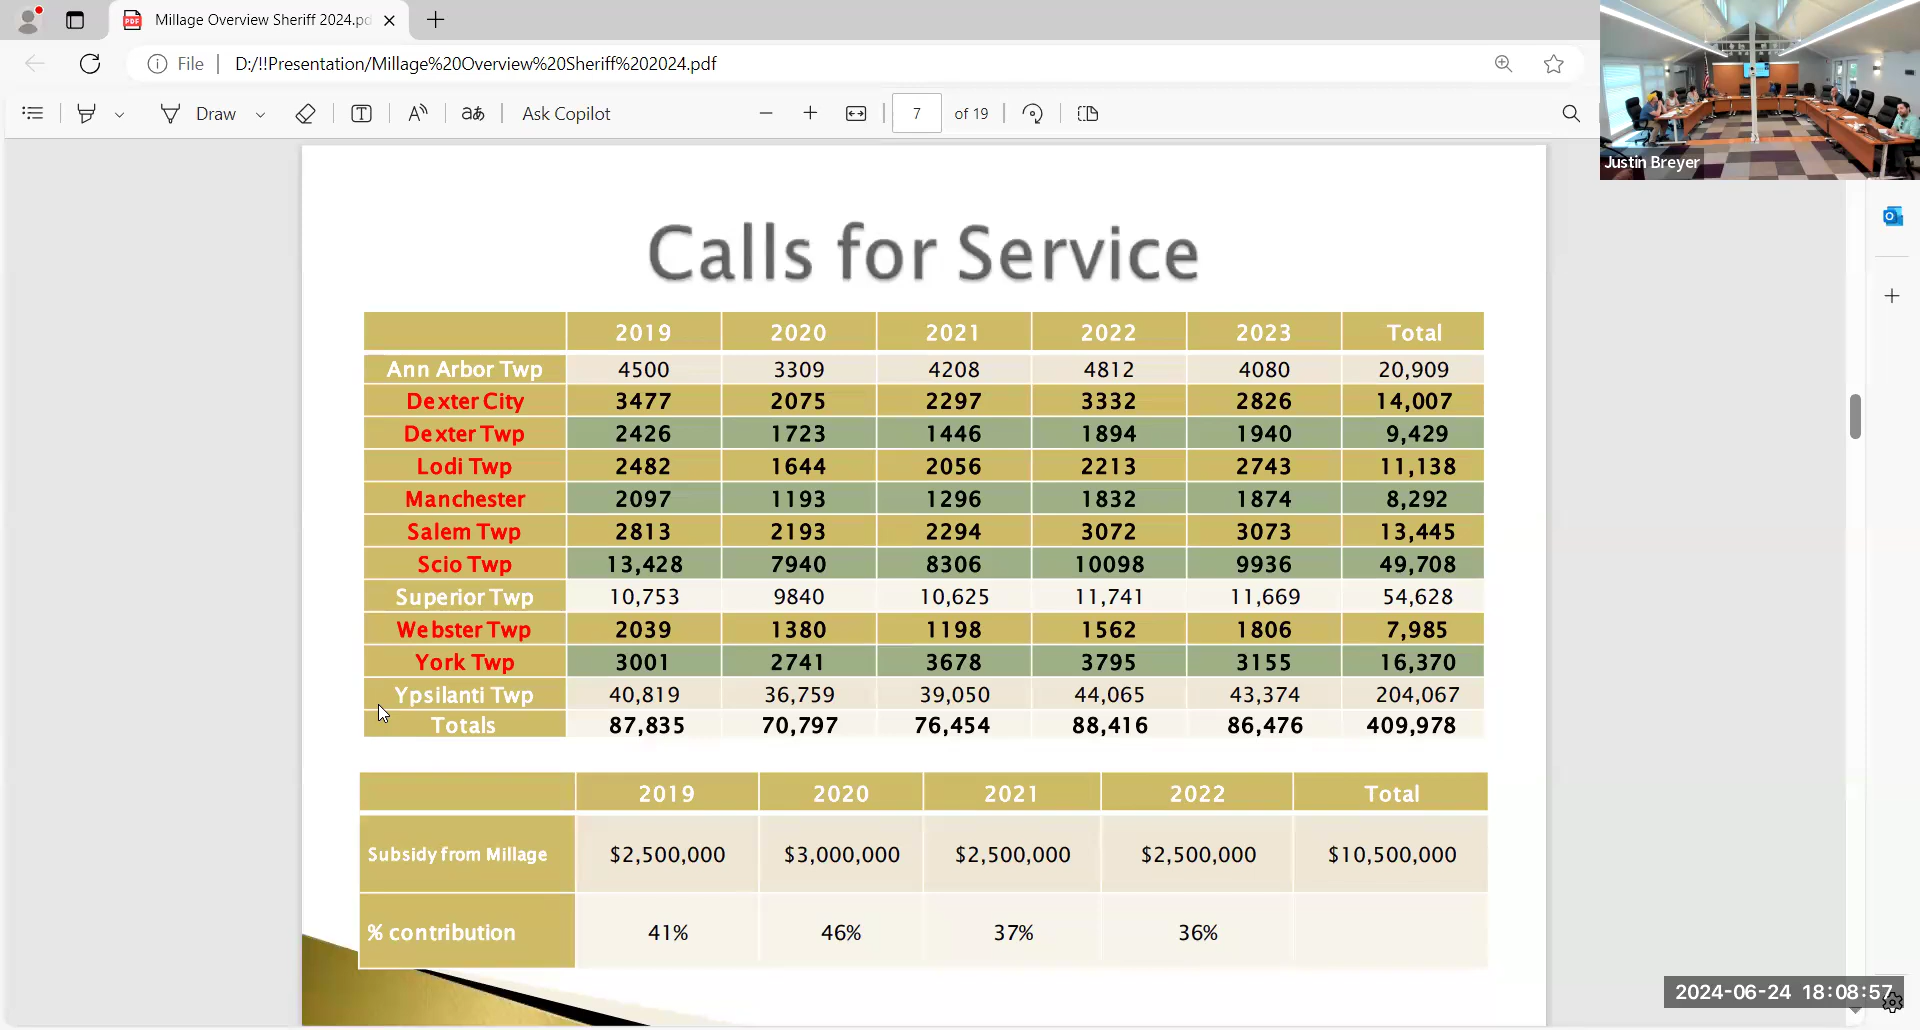 Millage Overview Sheriff 2024.pd
File D:/!!Presentation/Millage%20Overview%20Sheriff%202024.pdf
Draw aあ Ask Copilot 7 of 19
Justin Breyer
Calls for Service
2019 2020 2021 2022 2023 Total
Ann Arbor Twp 4500 3309 4208 4812 4080 20,909
Dexter City 3477 2075 2297 3332 2826 14,007
Dexter Twp 2426 1723 1446 1894 1940 9,429
Lodi Twp 2482 1644 2056 2213 2743 11,138
Manchester 2097 1193 1296 1832 1874 8,292
Salem Twp 2813 2193 2294 3072 3073 13,445
Scio Twp 13,428 7940 8306 10098 9936 49,708
Superior Twp 10,753 9840 10,625 11,741 11,669 54,628
Webster Twp 2039 1380 1198 1562 1806 7,985
York Twp 3001 2741 3678 3795 3155 16,370
Ypsilanti Twp 40,819 36,759 39,050 44,065 43,374 204,067
Totals 87,835 70,797 76,454 88,416 86,476 409,978
2019 2020 2021 2022 Total
Subsidy from Millage $2,500,000 $3,000,000 $2,500,000 $2,500,000 $10,500,000
% contribution 41% 46% 37% 36%
2024-06-24 18:08:57